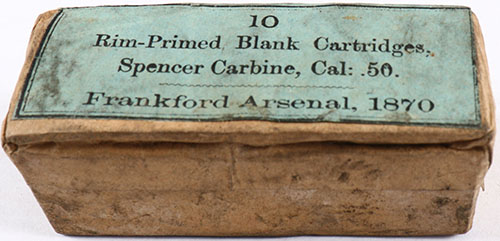 10
Rim-Primed Blank Cartridges,
Spencer Carbine, Cal: .50.
Frankford Arsenal, 1870